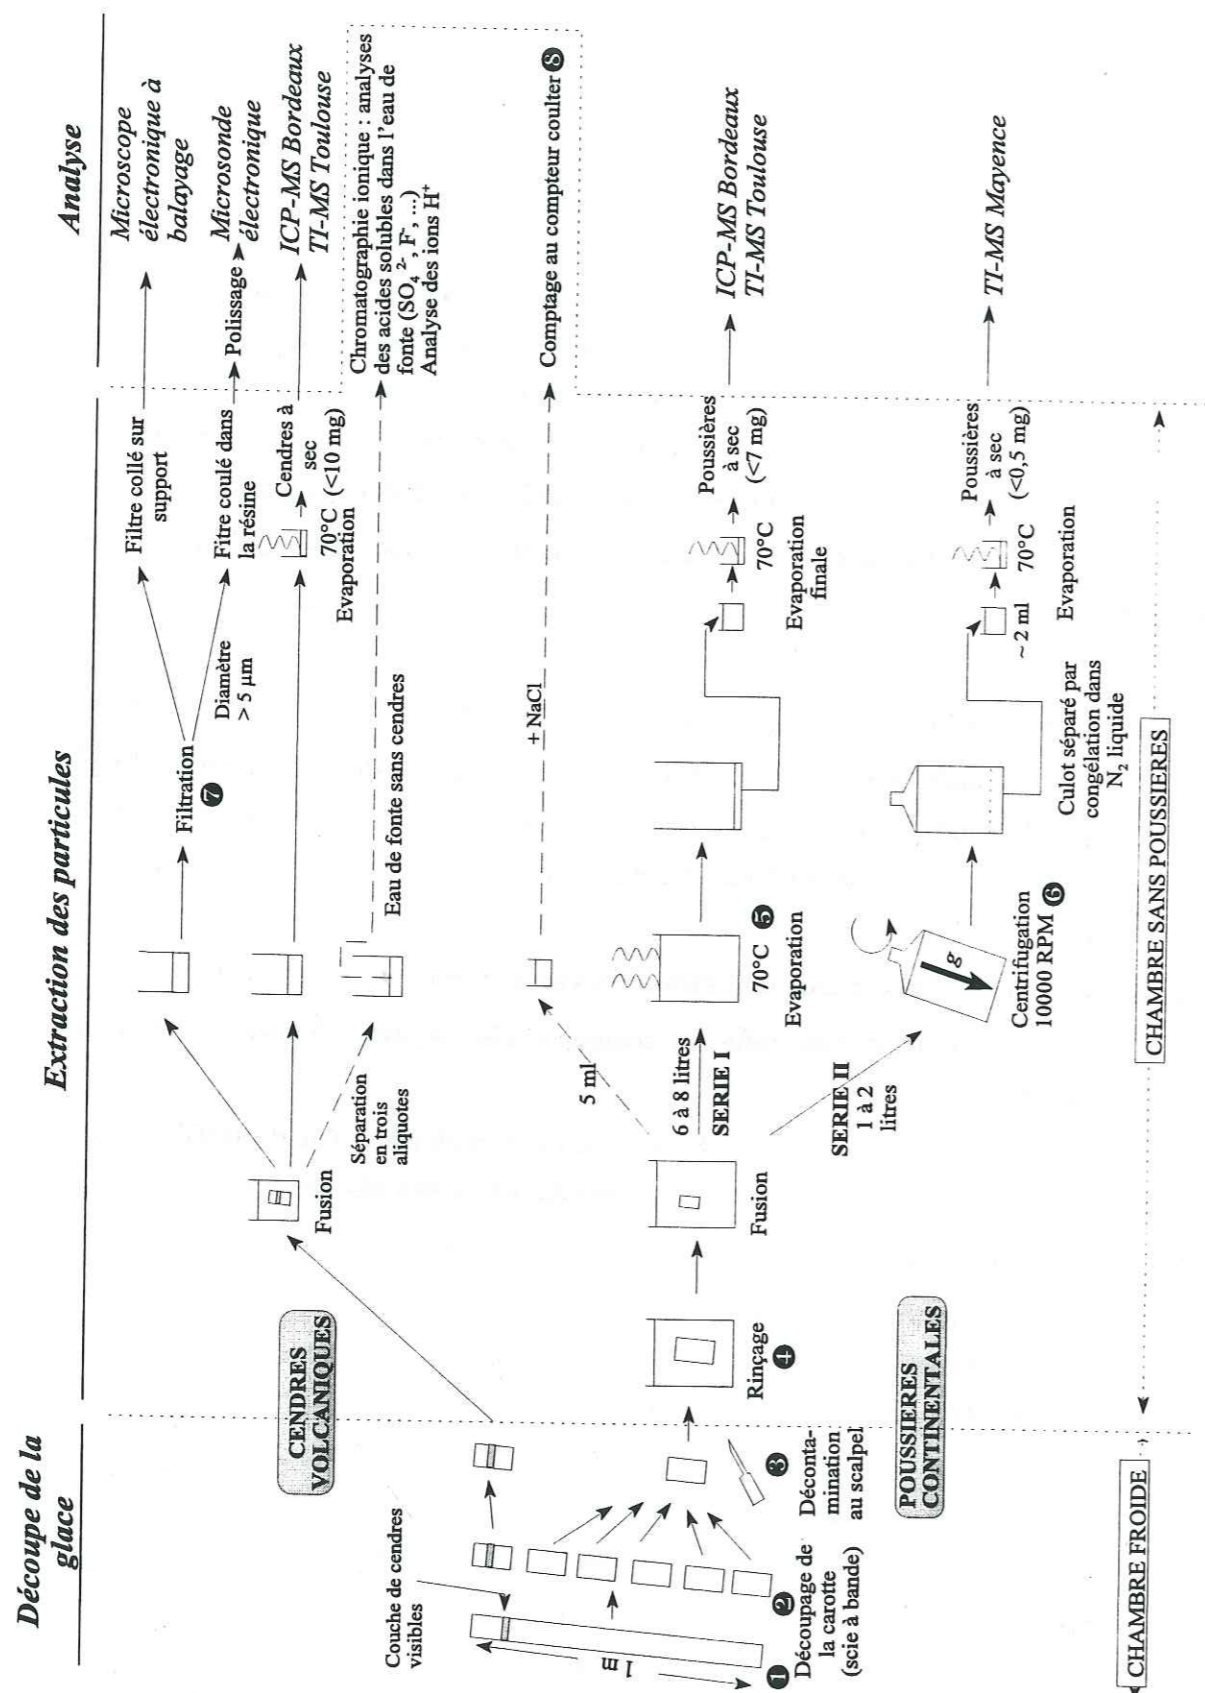 Découpe de la
glace
Extraction des particules
Analyse
Couche de cendres
visibles
1 m
❶
❷
Découpage de
la carotte
(scie à bande)
❸
Déconta-
mination
au scalpel
CENDRES
VOLCANIQUES
POUSSIERES
CONTINENTALES
Fusion
Séparation
en trois
aliquotes
Filtration
❼
Diamètre
> 5 µm
Filtre collé sur
support
Fitre coulé dans
la résine
Polissage
Microscope
électronique à
balayage
Microsonde
électronique
70°C
Evaporation
Cendres à
sec
(<10 mg)
ICP-MS Bordeaux
TI-MS Toulouse
Eau de fonte sans cendres
Chromatographie ionique : analyses
des acides solubles dans l'eau de
fonte (SO₄²⁻, F⁻, ...)
Analyse des ions H⁺
Rinçage
❹
Fusion
5 ml
+ NaCl
Comptage au compteur coulter ❽
6 à 8 litres
SERIE I
70°C ❺
Evaporation
Evaporation
finale
70°C
Poussières
à sec
(<7 mg)
ICP-MS Bordeaux
TI-MS Toulouse
SERIE II
1 à 2
litres
g
Centrifugation
10000 RPM ❻
Culot séparé par
congélation dans
N₂ liquide
~ 2 ml
70°C
Evaporation
Poussières
à sec
(<0,5 mg)
TI-MS Mayence
CHAMBRE FROIDE
CHAMBRE SANS POUSSIERES